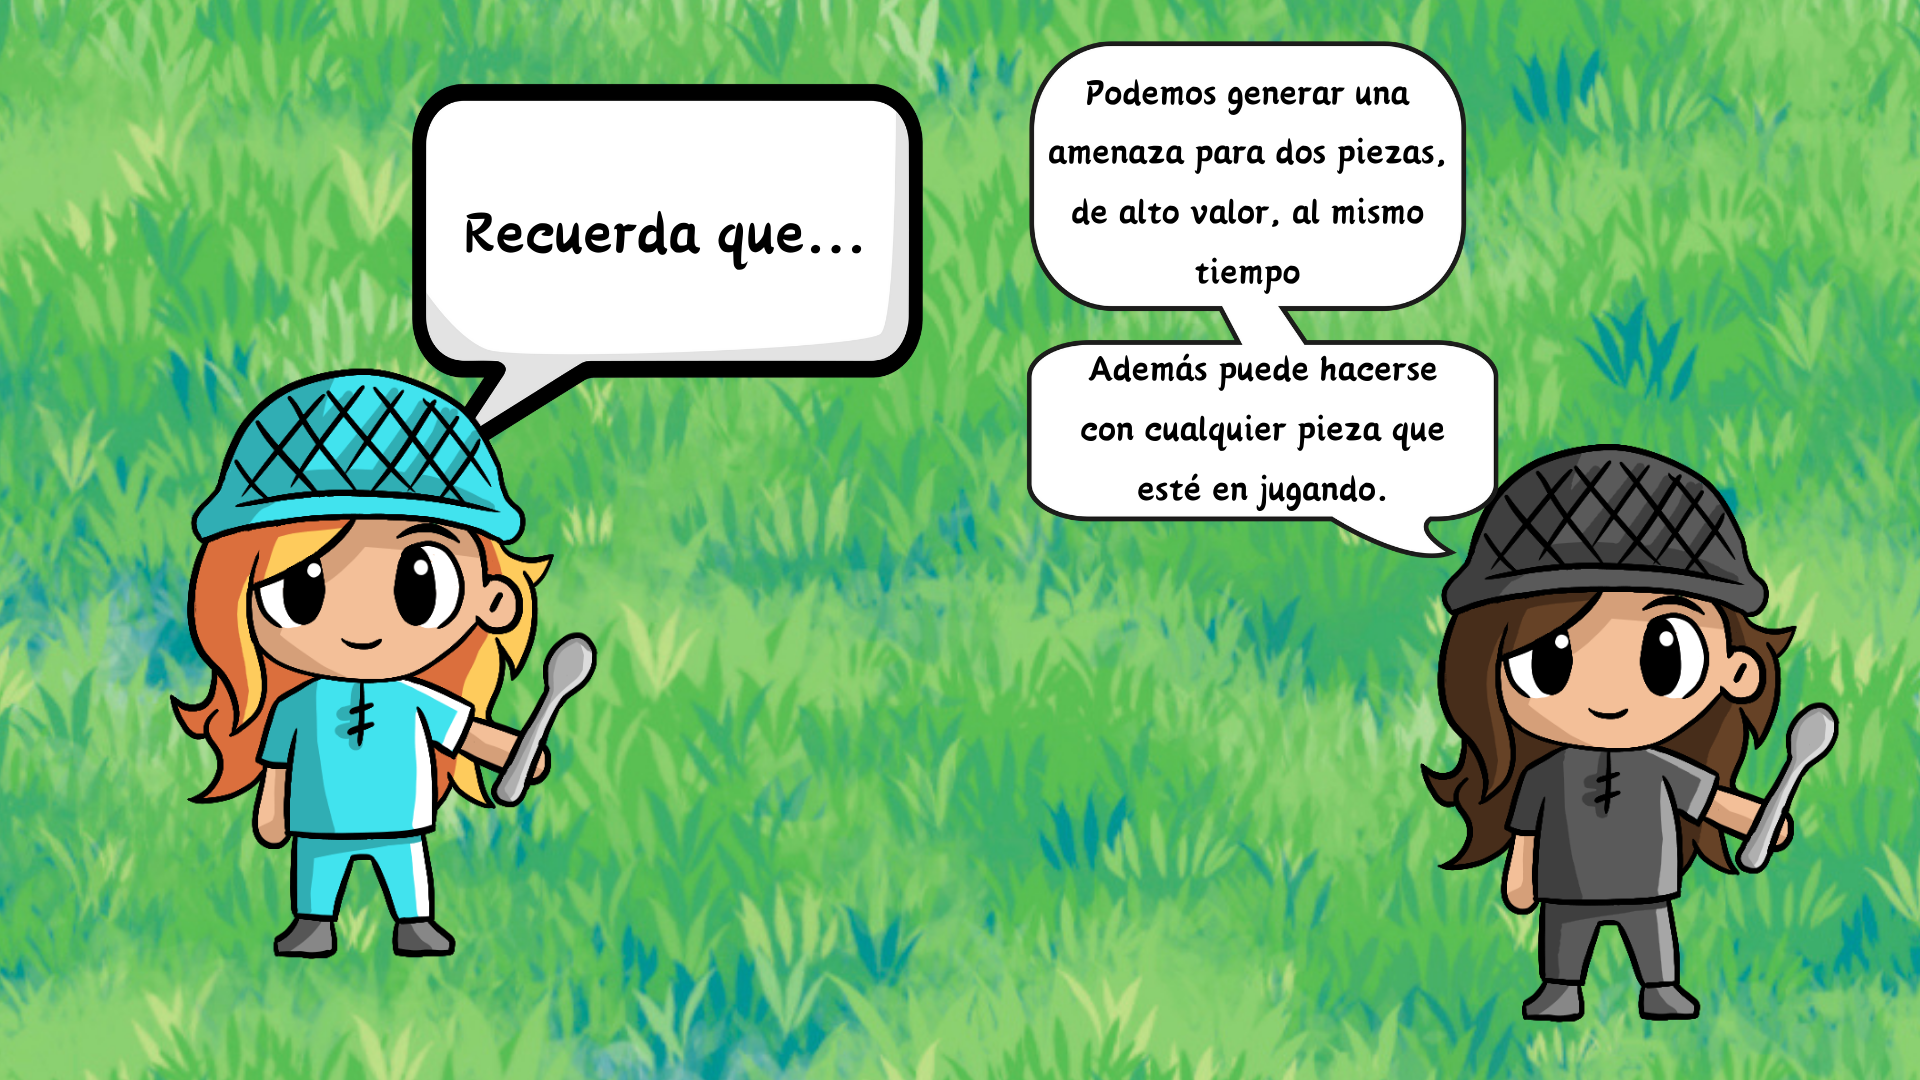 Recuerda que...
Podemos generar una
amenaza para dos piezas,
de alto valor, al mismo
tiempo
Además puede hacerse
con cualquier pieza que
esté en jugando.